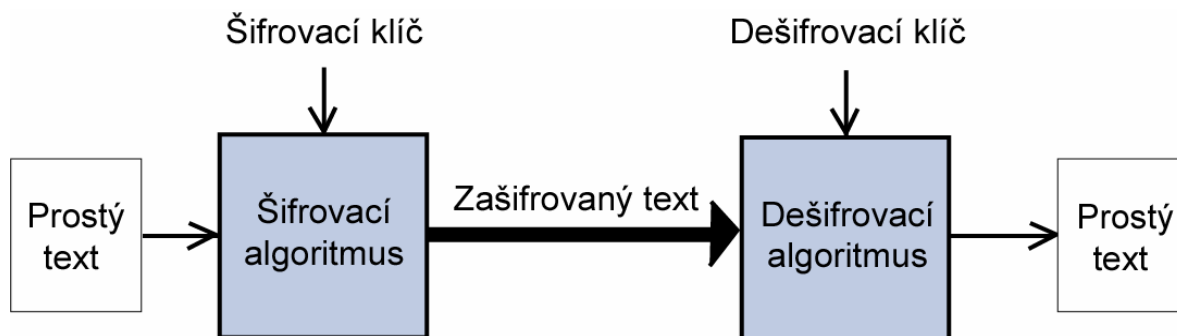 Šifrovací klíč
Dešifrovací klíč
Prostý
text
Šifrovací
algoritmus
Zašifrovaný text
Dešifrovací
algoritmus
Prostý
text